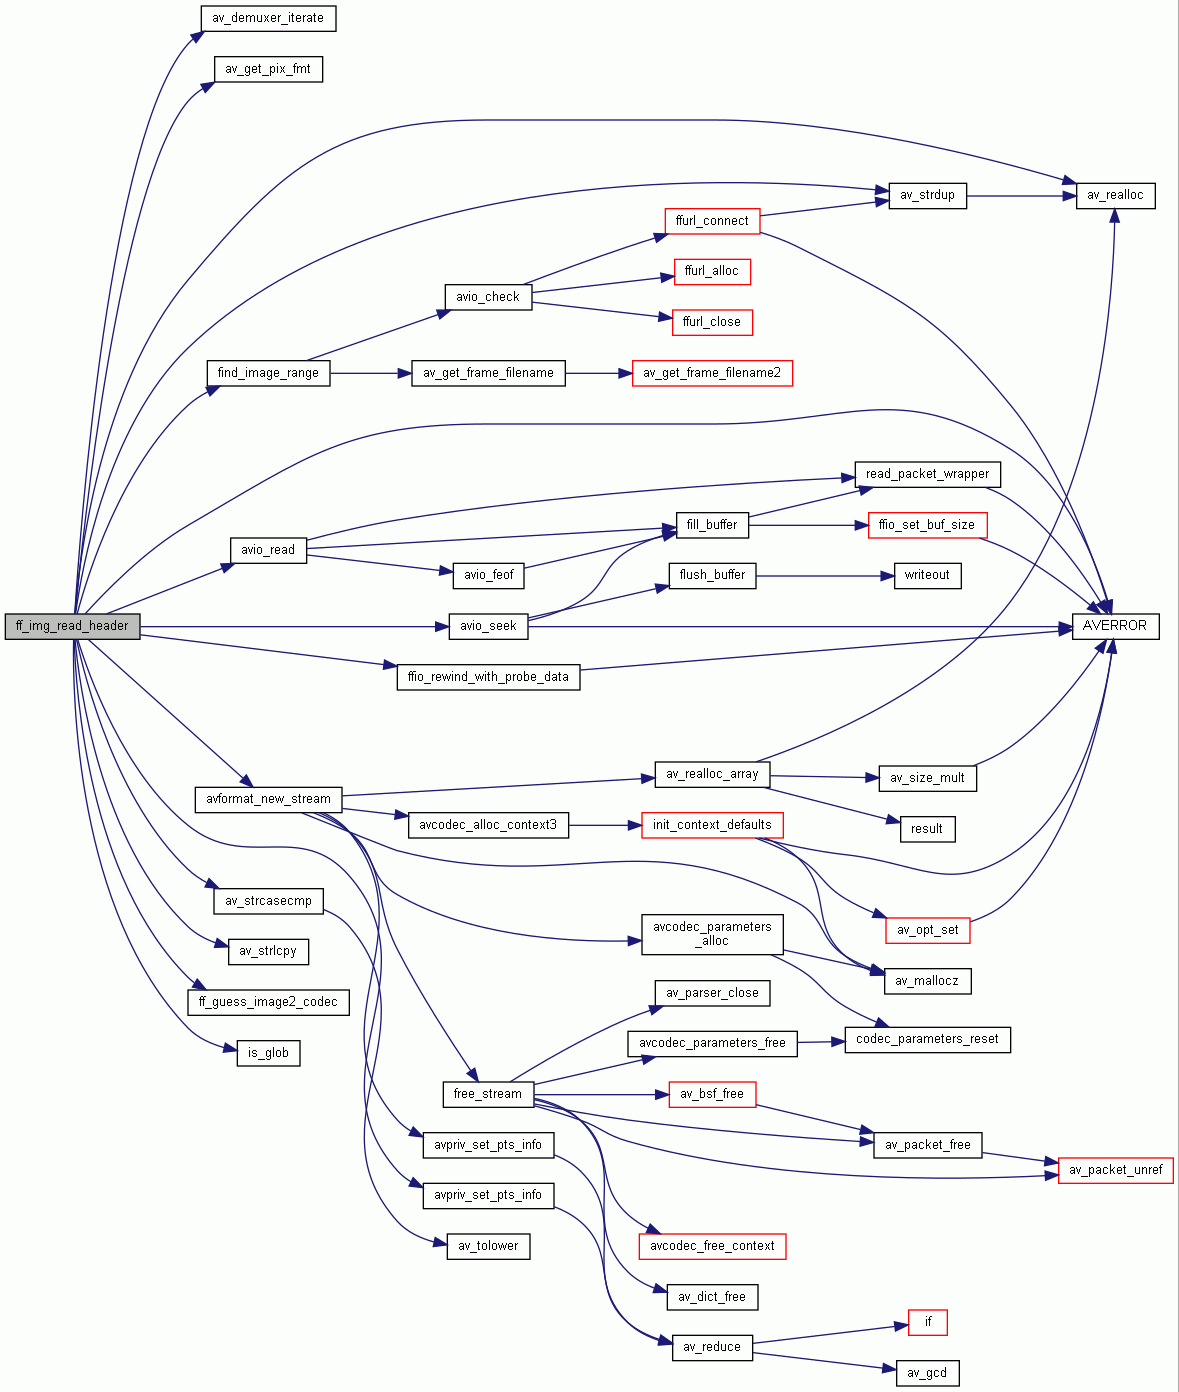 av_demuxer_iterate
av_get_pix_fmt
av_realloc
av_strdup
ffurl_connect
ffurl_alloc
avio_check
ffurl_close
find_image_range
av_get_frame_filename
av_get_frame_filename2
read_packet_wrapper
fill_buffer
ffio_set_buf_size
avio_read
avio_feof
flush_buffer
writeout
ff_img_read_header
avio_seek
AVERROR
ffio_rewind_with_probe_data
av_realloc_array
av_size_mult
avformat_new_stream
avcodec_alloc_context3
init_context_defaults
result
av_strcasecmp
avcodec_parameters
_alloc
av_opt_set
av_strlcpy
av_mallocz
ff_guess_image2_codec
av_parser_close
is_glob
avcodec_parameters_free
codec_parameters_reset
free_stream
av_bsf_free
avpriv_set_pts_info
av_packet_free
av_packet_unref
avpriv_set_pts_info
av_tolower
avcodec_free_context
av_dict_free
if
av_reduce
av_gcd